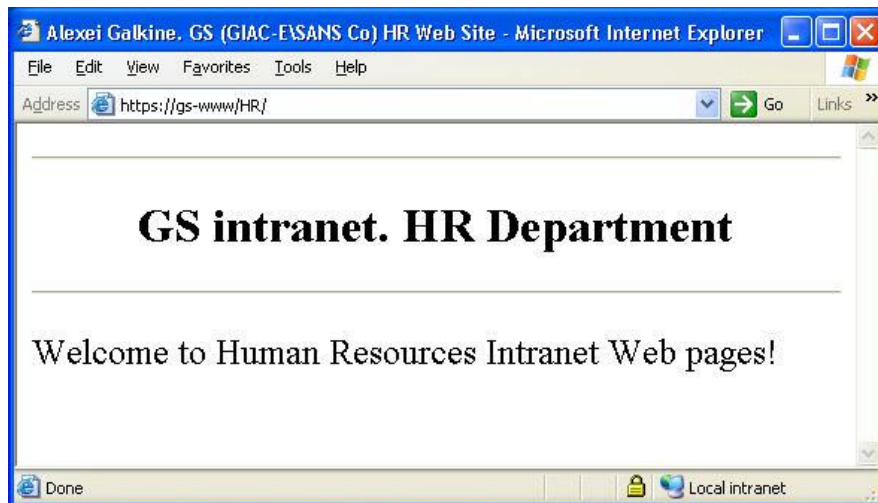 Alexei Galkine. GS (GIAC-E\SANS Co) HR Web Site - Microsoft Internet Explorer
File Edit View Favorites Tools Help
Address https://gs-www/HR/ Go Links »
GS intranet. HR Department
Welcome to Human Resources Intranet Web pages!
Done Local intranet